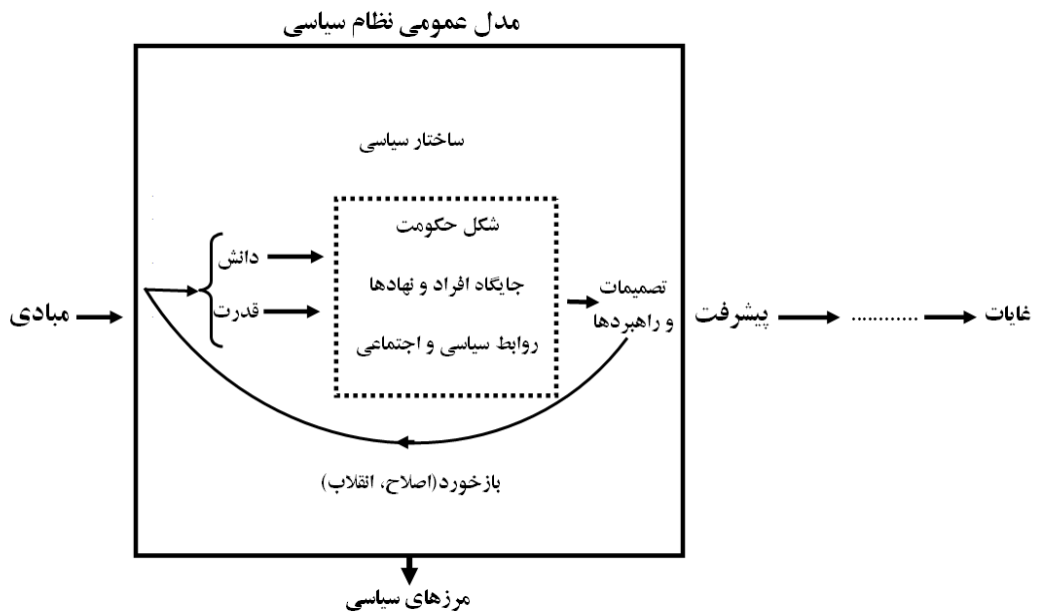 مدل عمومی نظام سیاسی
ساختار سیاسی
شکل حکومت
دانش
جایگاه افراد و نهادها
تصمیمات
مبادی
قدرت
و راهبردها
پیشرفت
............
غایات
روابط سیاسی و اجتماعی
بازخورد(اصلاح، انقلاب)
مرزهای سیاسی